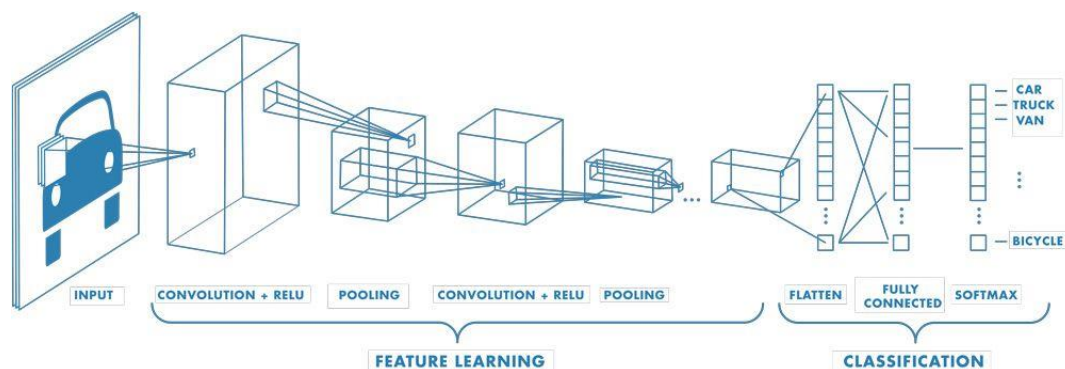 CAR
TRUCK
VAN
BICYCLE
INPUT
CONVOLUTION + RELU
POOLING
CONVOLUTION + RELU
POOLING
FLATTEN
FULLY
CONNECTED
SOFTMAX
FEATURE LEARNING
CLASSIFICATION